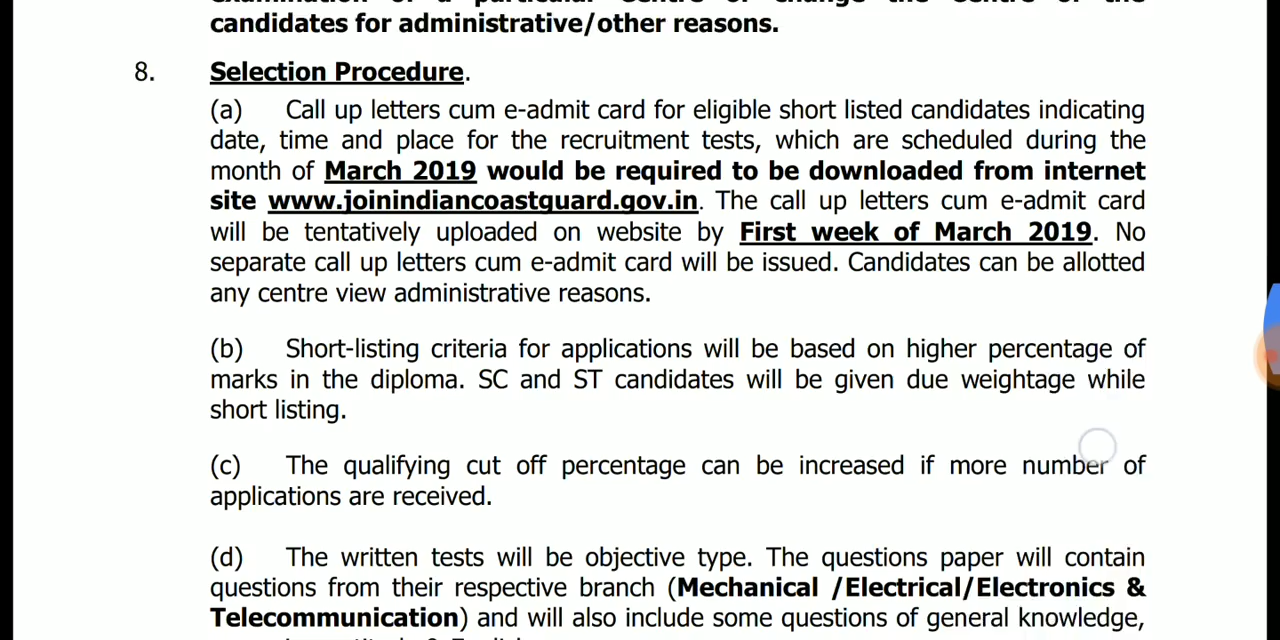 candidates for administrative/other reasons.
8. Selection Procedure.
(a) Call up letters cum e-admit card for eligible short listed candidates indicating
date, time and place for the recruitment tests, which are scheduled during the
month of March 2019 would be required to be downloaded from internet
site www.joinindiancoastguard.gov.in. The call up letters cum e-admit card
will be tentatively uploaded on website by First week of March 2019. No
separate call up letters cum e-admit card will be issued. Candidates can be allotted
any centre view administrative reasons.
(b) Short-listing criteria for applications will be based on higher percentage of
marks in the diploma. SC and ST candidates will be given due weightage while
short listing.
(c) The qualifying cut off percentage can be increased if more number of
applications are received.
(d) The written tests will be objective type. The questions paper will contain
questions from their respective branch (Mechanical /Electrical/Electronics &
Telecommunication) and will also include some questions of general knowledge,